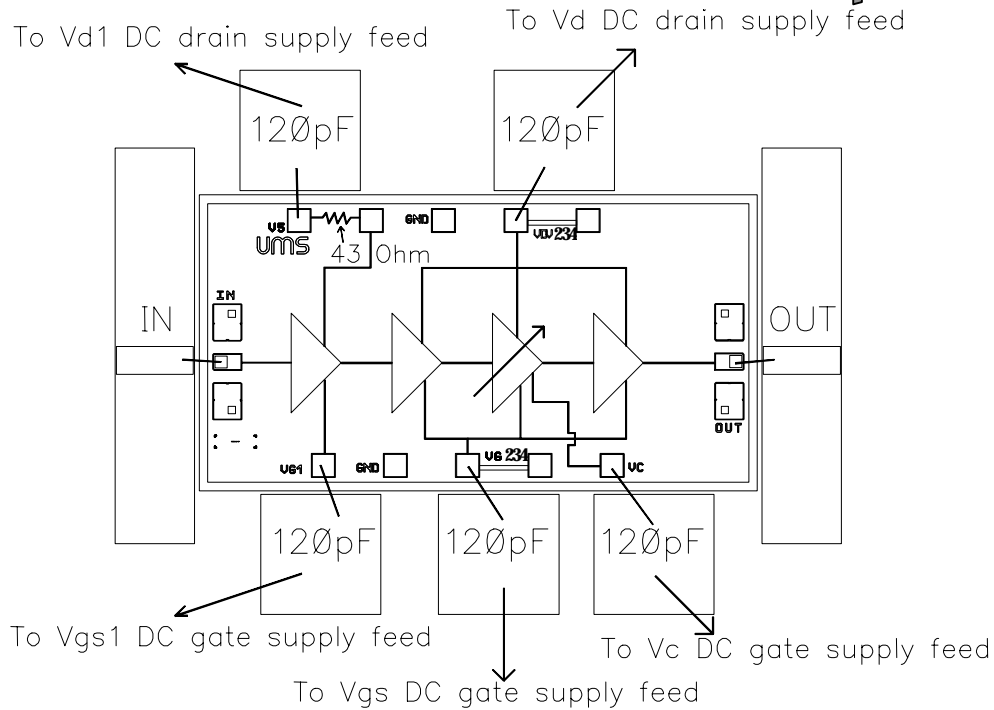 To Vd DC drain supply feed
To Vd1 DC drain supply feed
120pF
120pF
V5
GND
234
ums
43 Ohm
IN
IN
OUT
OUT
VG1
GND
VG 234
VC
120pF
120pF
120pF
To Vgs1 DC gate supply feed
To Vc DC gate supply feed
To Vgs DC gate supply feed